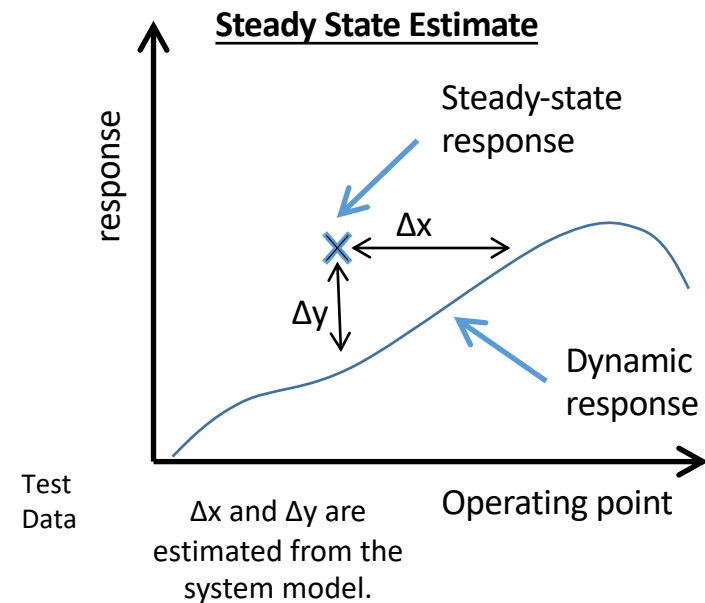 Steady State Estimate
Steady-state
response
response
Δx
Δy
Dynamic
response
Operating point
Test
Data
Δx and Δy are
estimated from the
system model.